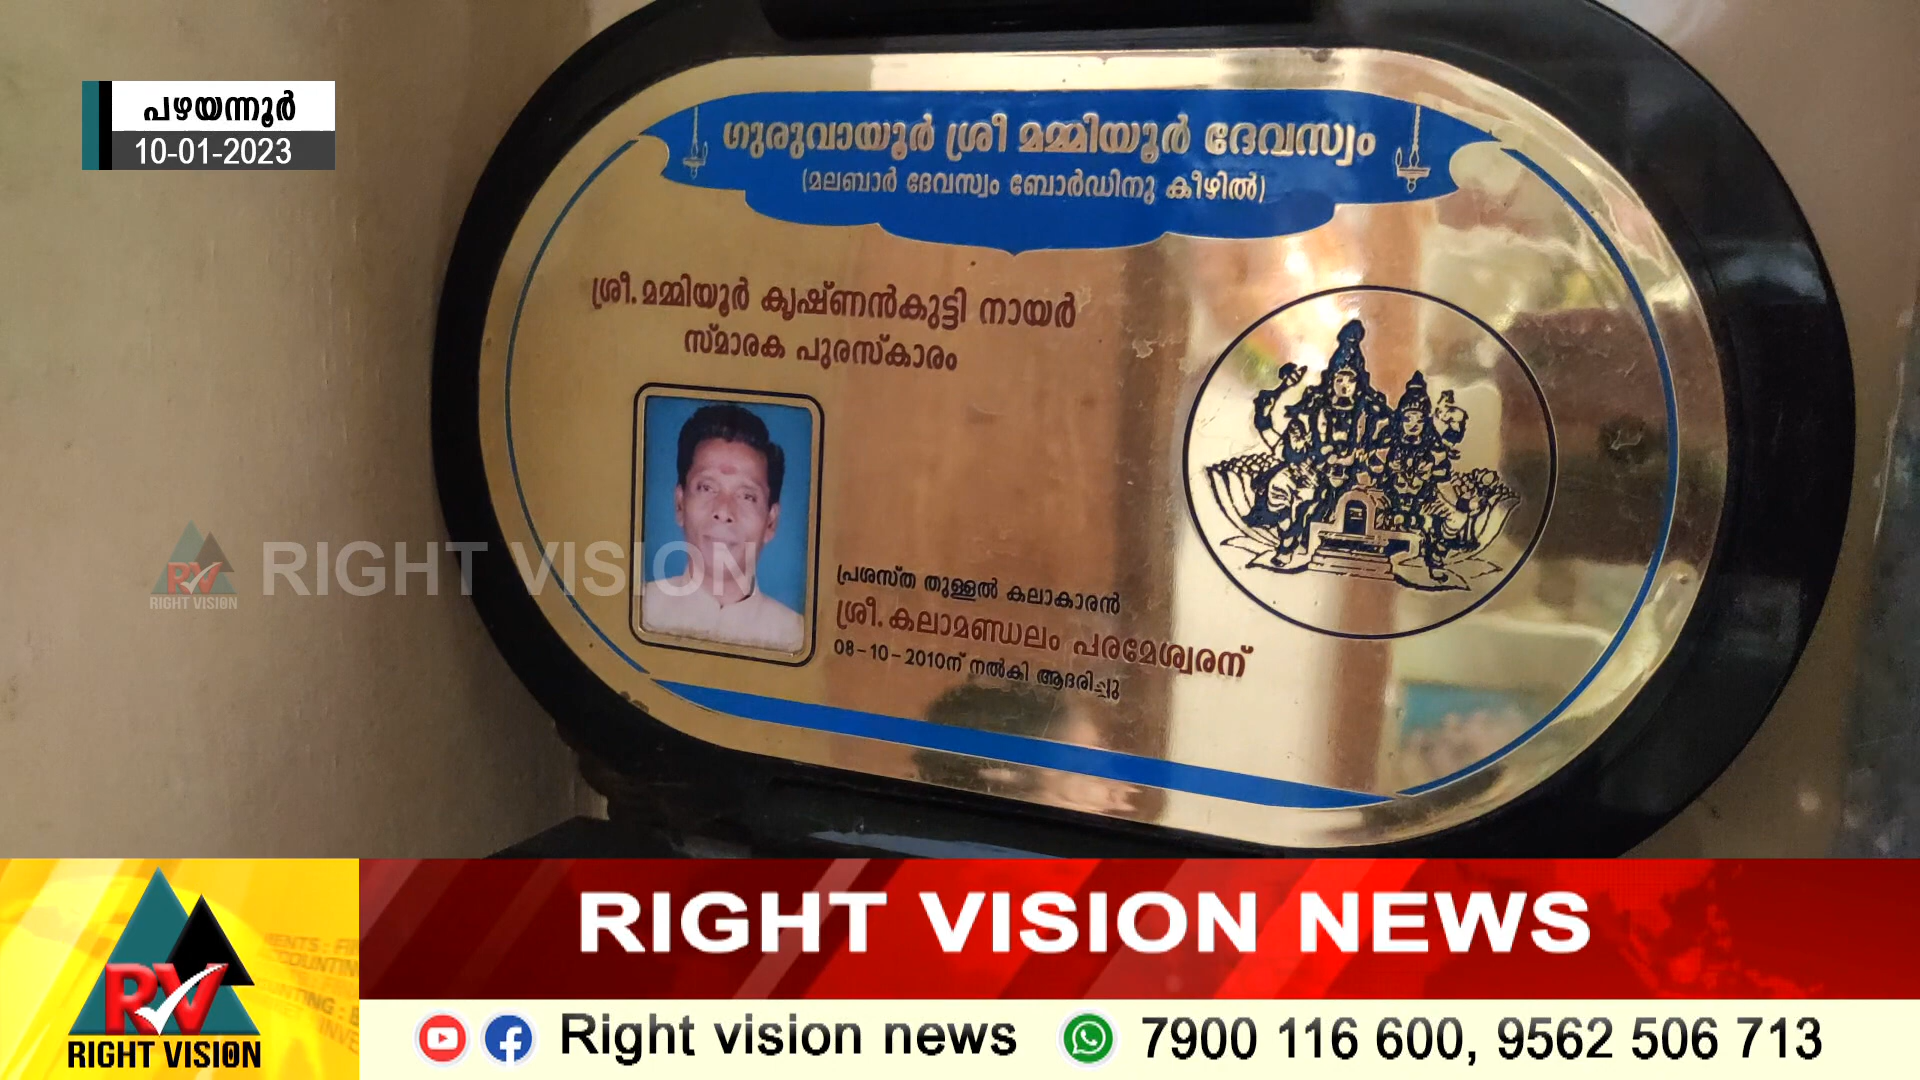 പഴയന്നൂർ
10-01-2023
ഗുരുവായൂർ ശ്രീ മമ്മിയൂർ ദേവസ്വം
(മലബാർ ദേവസ്വം ബോർഡിനു കീഴിൽ)
ശ്രീ. മമ്മിയൂർ കൃഷ്ണൻകുട്ടി നായർ
സ്മാരക പുരസ്കാരം
പ്രശസ്ത തുള്ളൽ കലാകാരൻ
ശ്രീ. കലാമണ്ഡലം പരമേശ്വരന്
08-10-2010ന് നൽകി ആദരിച്ചു
RV RIGHT VISION
RIGHT VISION
RIGHT VISION NEWS
RV
RIGHT VISION
Right vision news
7900 116 600, 9562 506 713